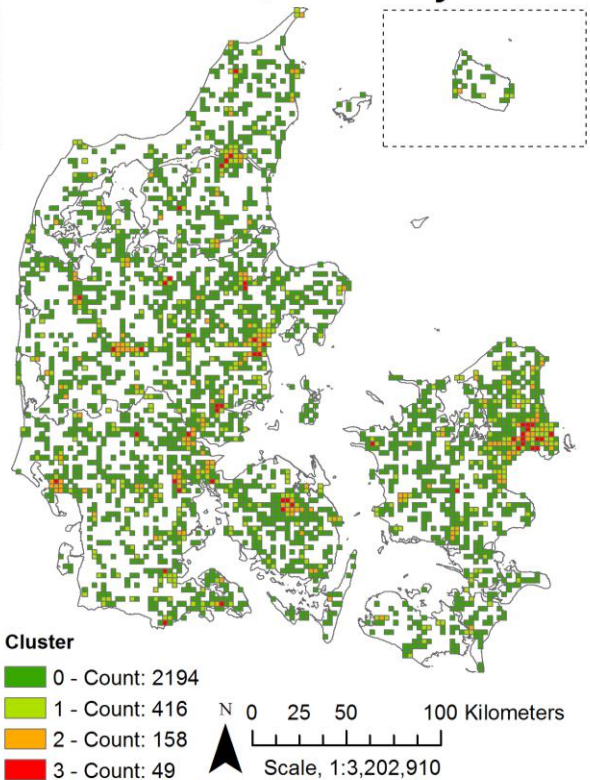 Cluster
0 - Count: 2194
1 - Count: 416
2 - Count: 158
3 - Count: 49
N
0 25 50 100 Kilometers
Scale, 1:3,202,910